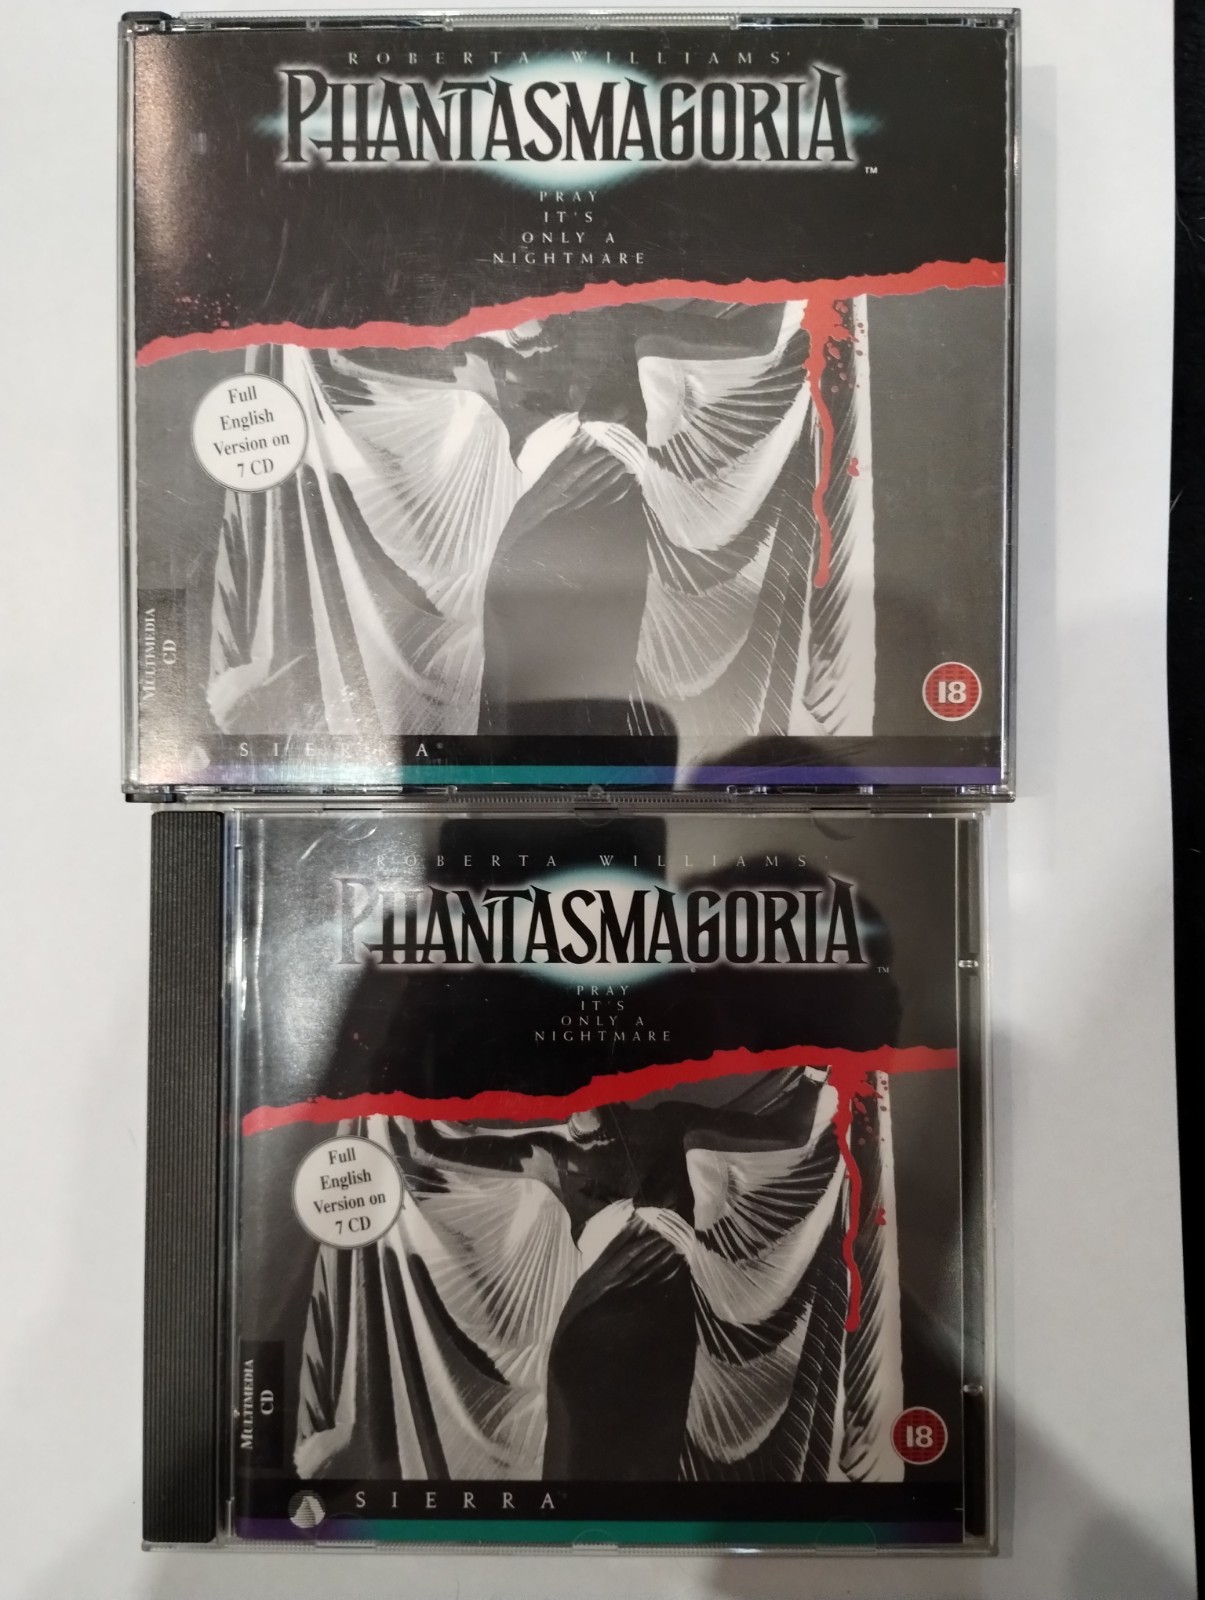 ROBERTA WILLIAMS'
PHANTASMAGORIA
TM
PRAY
IT'S
ONLY A
NIGHTMARE
Full
English
Version on
7 CD
MULTIMEDIA
CD
18
SIERRA
ROBERTA WILLIAMS'
PHANTASMAGORIA
TM
PRAY
IT'S
ONLY A
NIGHTMARE
Full
English
Version on
7 CD
MULTIMEDIA
CD
18
SIERRA